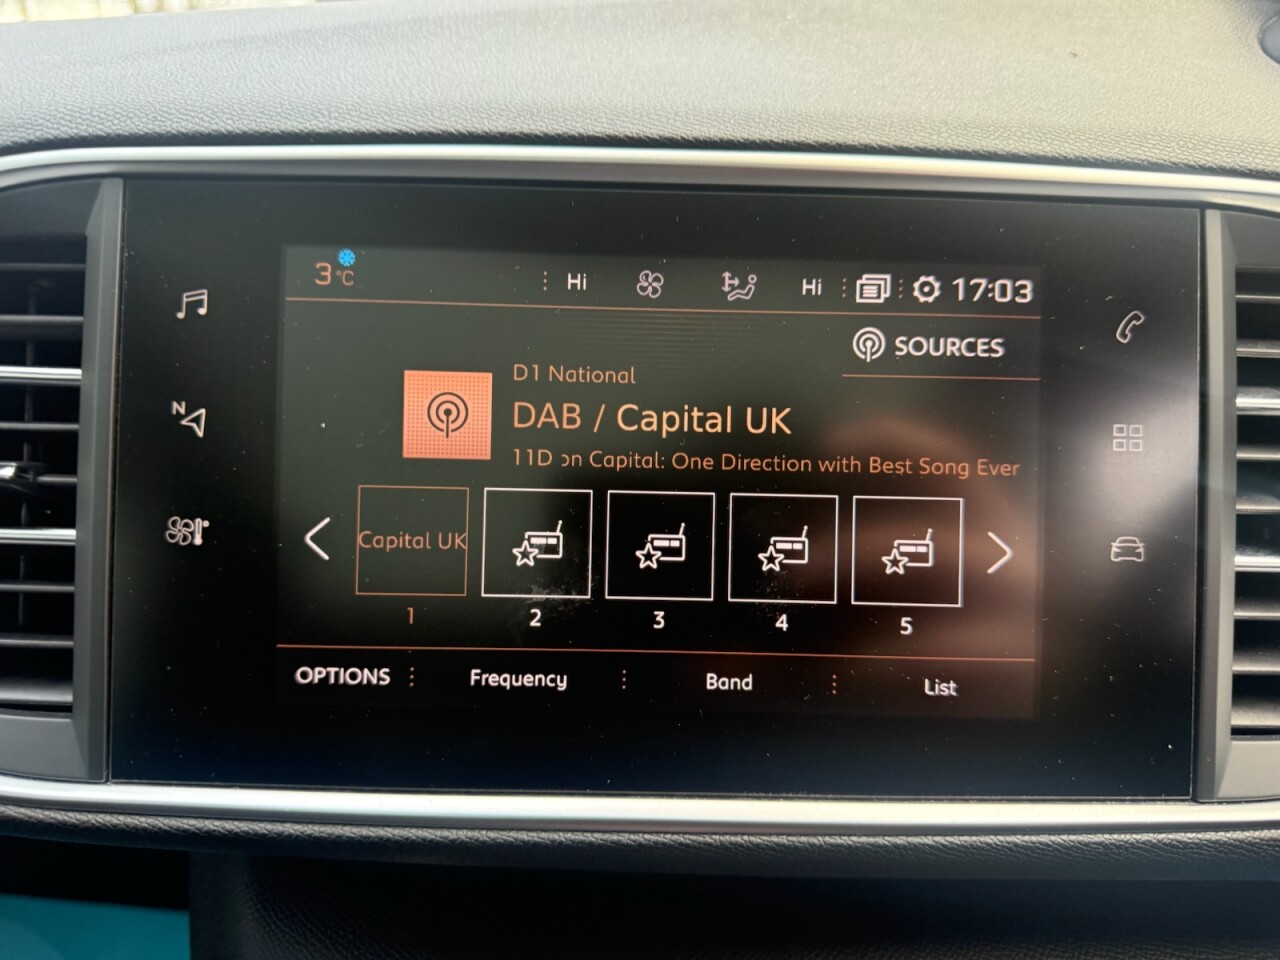 3°C Hi Hi 17:03
SOURCES
D1 National
DAB / Capital UK
11D on Capital: One Direction with Best Song Ever
N
Capital UK
1 2 3 4 5
OPTIONS Frequency Band List